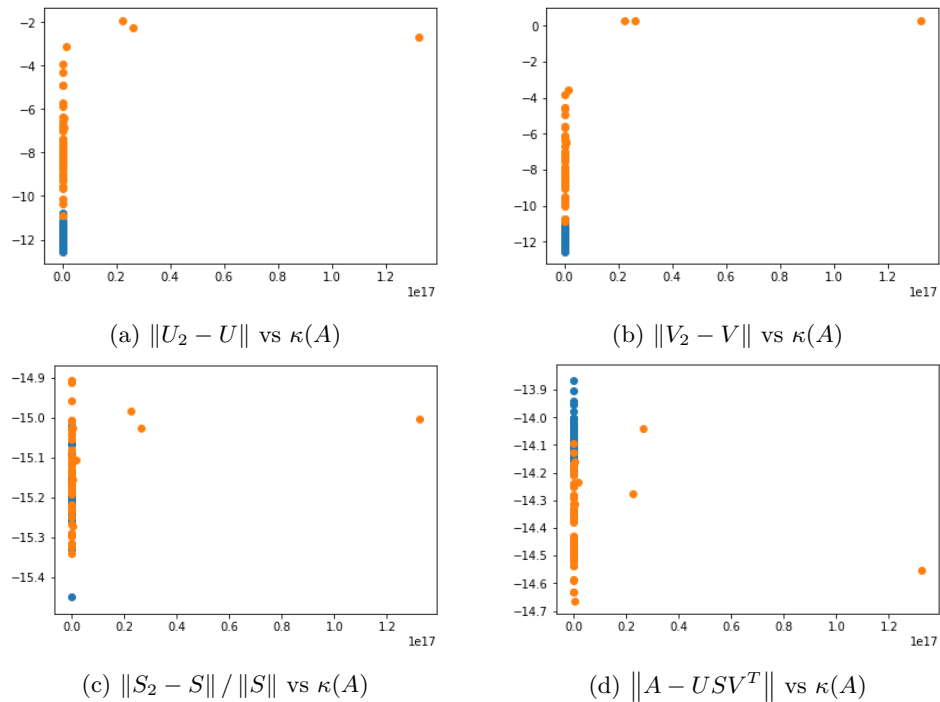 −2
−4
−6
−8
−10
−12
0.0 0.2 0.4 0.6 0.8 1.0 1.2
1e17
(a) ∥U₂ − U∥ vs κ(A)
0
−2
−4
−6
−8
−10
−12
0.0 0.2 0.4 0.6 0.8 1.0 1.2
1e17
(b) ∥V₂ − V∥ vs κ(A)
−14.9
−15.0
−15.1
−15.2
−15.3
−15.4
0.0 0.2 0.4 0.6 0.8 1.0 1.2
1e17
(c) ∥S₂ − S∥ / ∥S∥ vs κ(A)
−13.9
−14.0
−14.1
−14.2
−14.3
−14.4
−14.5
−14.6
−14.7
0.0 0.2 0.4 0.6 0.8 1.0 1.2
1e17
(d) ∥A − USVᵀ∥ vs κ(A)